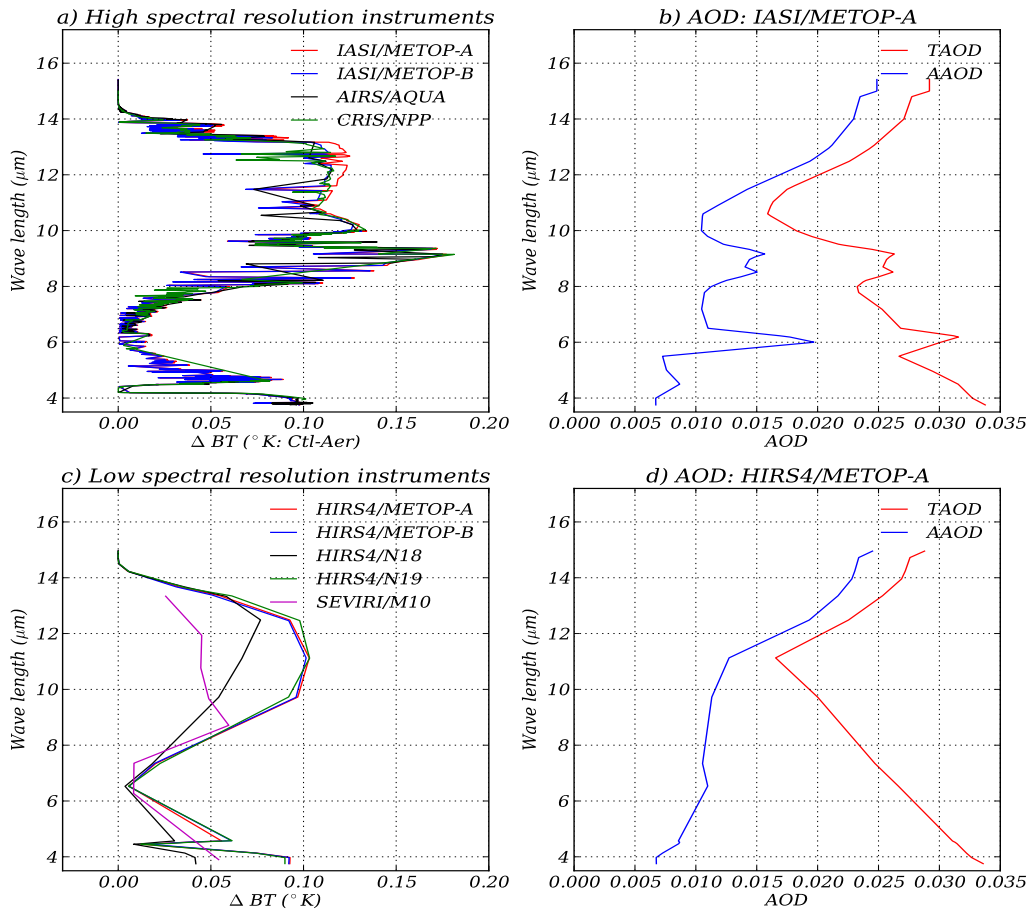 a) High spectral resolution instruments
16
14
12
10
8
6
4
Wave length (μm)
IASI/METOP-A
IASI/METOP-B
AIRS/AQUA
CRIS/NPP
0.00 0.05 0.10 0.15 0.20
Δ BT (°K: Ctl-Aer)
b) AOD: IASI/METOP-A
16
14
12
10
8
6
4
Wave length (μm)
TAOD
AAOD
0.000 0.005 0.010 0.015 0.020 0.025 0.030 0.035
AOD
c) Low spectral resolution instruments
16
14
12
10
8
6
4
Wave length (μm)
HIRS4/METOP-A
HIRS4/METOP-B
HIRS4/N18
HIRS4/N19
SEVIRI/M10
0.00 0.05 0.10 0.15 0.20
Δ BT (°K)
d) AOD: HIRS4/METOP-A
16
14
12
10
8
6
4
Wave length (μm)
TAOD
AAOD
0.000 0.005 0.010 0.015 0.020 0.025 0.030 0.035
AOD